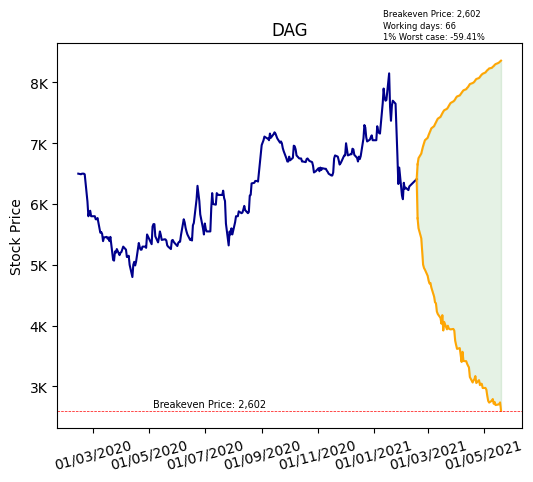 Breakeven Price: 2,602
Working days: 66
1% Worst case: -59.41%
DAG
Stock Price
8K
7K
6K
5K
4K
3K
Breakeven Price: 2,602
01/03/2020
01/05/2020
01/07/2020
01/09/2020
01/11/2020
01/01/2021
01/03/2021
01/05/2021